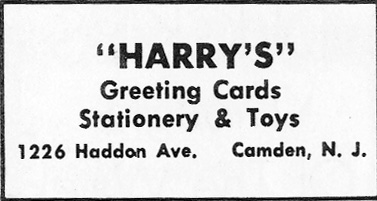 "HARRY'S"
Greeting Cards
Stationery & Toys
1226 Haddon Ave. Camden, N. J.